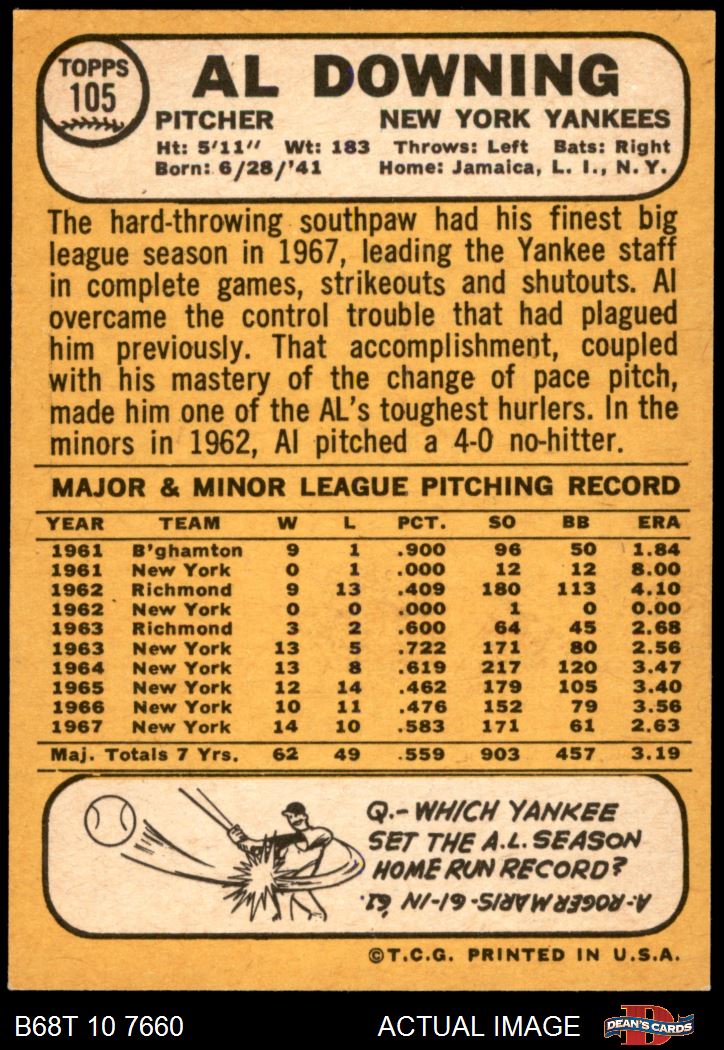 TOPPS
105
AL DOWNING
PITCHER NEW YORK YANKEES
Ht: 5'11" Wt: 183 Throws: Left Bats: Right
Born: 6/28/'41 Home: Jamaica, L. I., N. Y.
The hard-throwing southpaw had his finest big
league season in 1967, leading the Yankee staff
in complete games, strikeouts and shutouts. Al
overcame the control trouble that had plagued
him previously. That accomplishment, coupled
with his mastery of the change of pace pitch,
made him one of the AL's toughest hurlers. In the
minors in 1962, Al pitched a 4-0 no-hitter.
MAJOR & MINOR LEAGUE PITCHING RECORD
YEAR TEAM W L PCT. SO BB ERA
1961 B'ghamton 9 1 .900 96 50 1.84
1961 New York 0 1 .000 12 12 8.00
1962 Richmond 9 13 .409 180 113 4.10
1962 New York 0 0 .000 1 0 0.00
1963 Richmond 3 2 .600 64 45 2.68
1963 New York 13 5 .722 171 80 2.56
1964 New York 13 8 .619 217 120 3.47
1965 New York 12 14 .462 179 105 3.40
1966 New York 10 11 .476 152 79 3.56
1967 New York 14 10 .583 171 61 2.63
Maj. Totals 7 Yrs. 62 49 .559 903 457 3.19
Q.-WHICH YANKEE
SET THE A.L. SEASON
HOME RUN RECORD?
A-ROGER MARIS-61-IN '61
©T.C.G. PRINTED IN U.S.A.
B68T 10 7660 ACTUAL IMAGE D DEAN'S CARDS